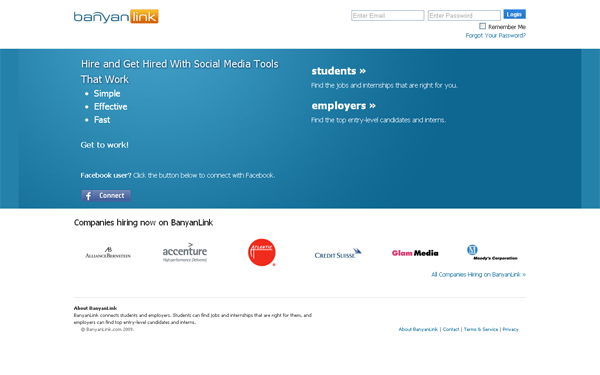 banyan link
Enter Email Enter Password Login
Remember Me
Forgot Your Password?
Hire and Get Hired With Social Media Tools
That Work
Simple
Effective
Fast
Get to work!
Facebook user? Click the button below to connect with Facebook.
f Connect
students »
Find the jobs and internships that are right for you.
employers »
Find the top entry-level candidates and interns.
Companies hiring now on BanyanLink
AB
ALLIANCEBERNSTEIN
>
accenture
High performance. Delivered.
ATLANTIC
®
CREDIT SUISSE
Glam Media
M
Moody's Corporation
All Companies Hiring on BanyanLink »
About BanyanLink
BanyanLink connects students and employers. Students can find jobs and internships that are right for them, and
employers can find top entry-level candidates and interns.
© BanyanLink.com 2009.
About BanyanLink | Contact | Terms & Service | Privacy